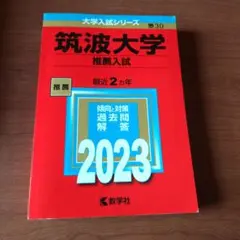 大学入試シリーズ
30
筑波大学
推薦入試
最近2カ年
推薦
傾向と対策
過去問
解答
2023
教学社